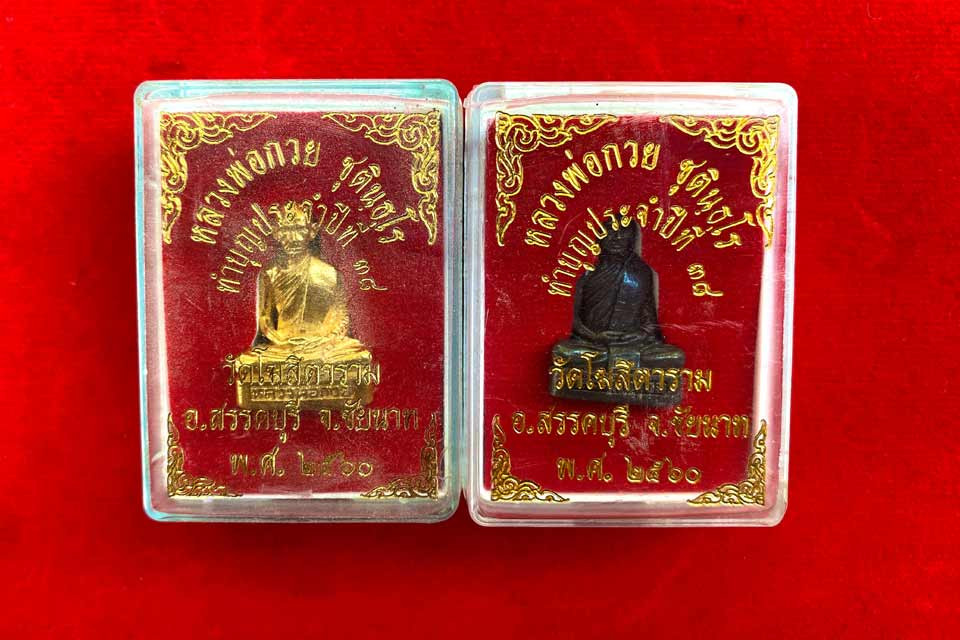 หลวงพ่อกวย ชุตินฺธโร
ทำบุญประจำปีที่ ๓๘
วัดโฆสิตาราม
อ.สรรคบุรี จ.ชัยนาท
พ.ศ. ๒๕๖๐
หลวงพ่อกวย ชุตินฺธโร
ทำบุญประจำปีที่ ๓๘
วัดโฆสิตาราม
อ.สรรคบุรี จ.ชัยนาท
พ.ศ. ๒๕๖๐